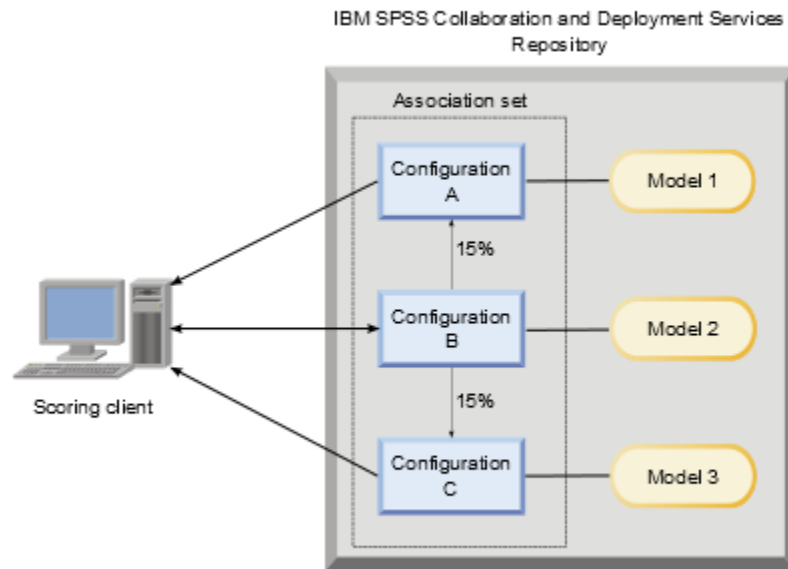 IBM SPSS Collaboration and Deployment Services
Repository
Association set
Configuration
A
Model 1
15%
Configuration
B
Model 2
Scoring client
15%
Configuration
C
Model 3